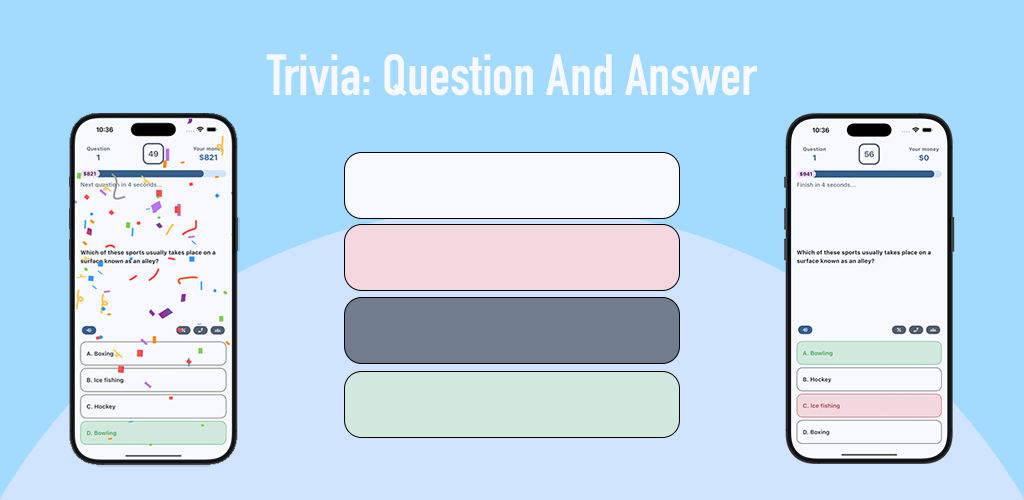 Trivia: Question And Answer
10:36
Question
1
49
Your money
$821
$821
Next question in 4 seconds...
Which of these sports usually takes place on a
surface known as an alley?
A. Boxing
B. Ice fishing
C. Hockey
D. Bowling
10:36
Question
1
56
Your money
$0
$941
Finish in 4 seconds...
Which of these sports usually takes place on a
surface known as an alley?
A. Bowling
B. Hockey
C. Ice fishing
D. Boxing